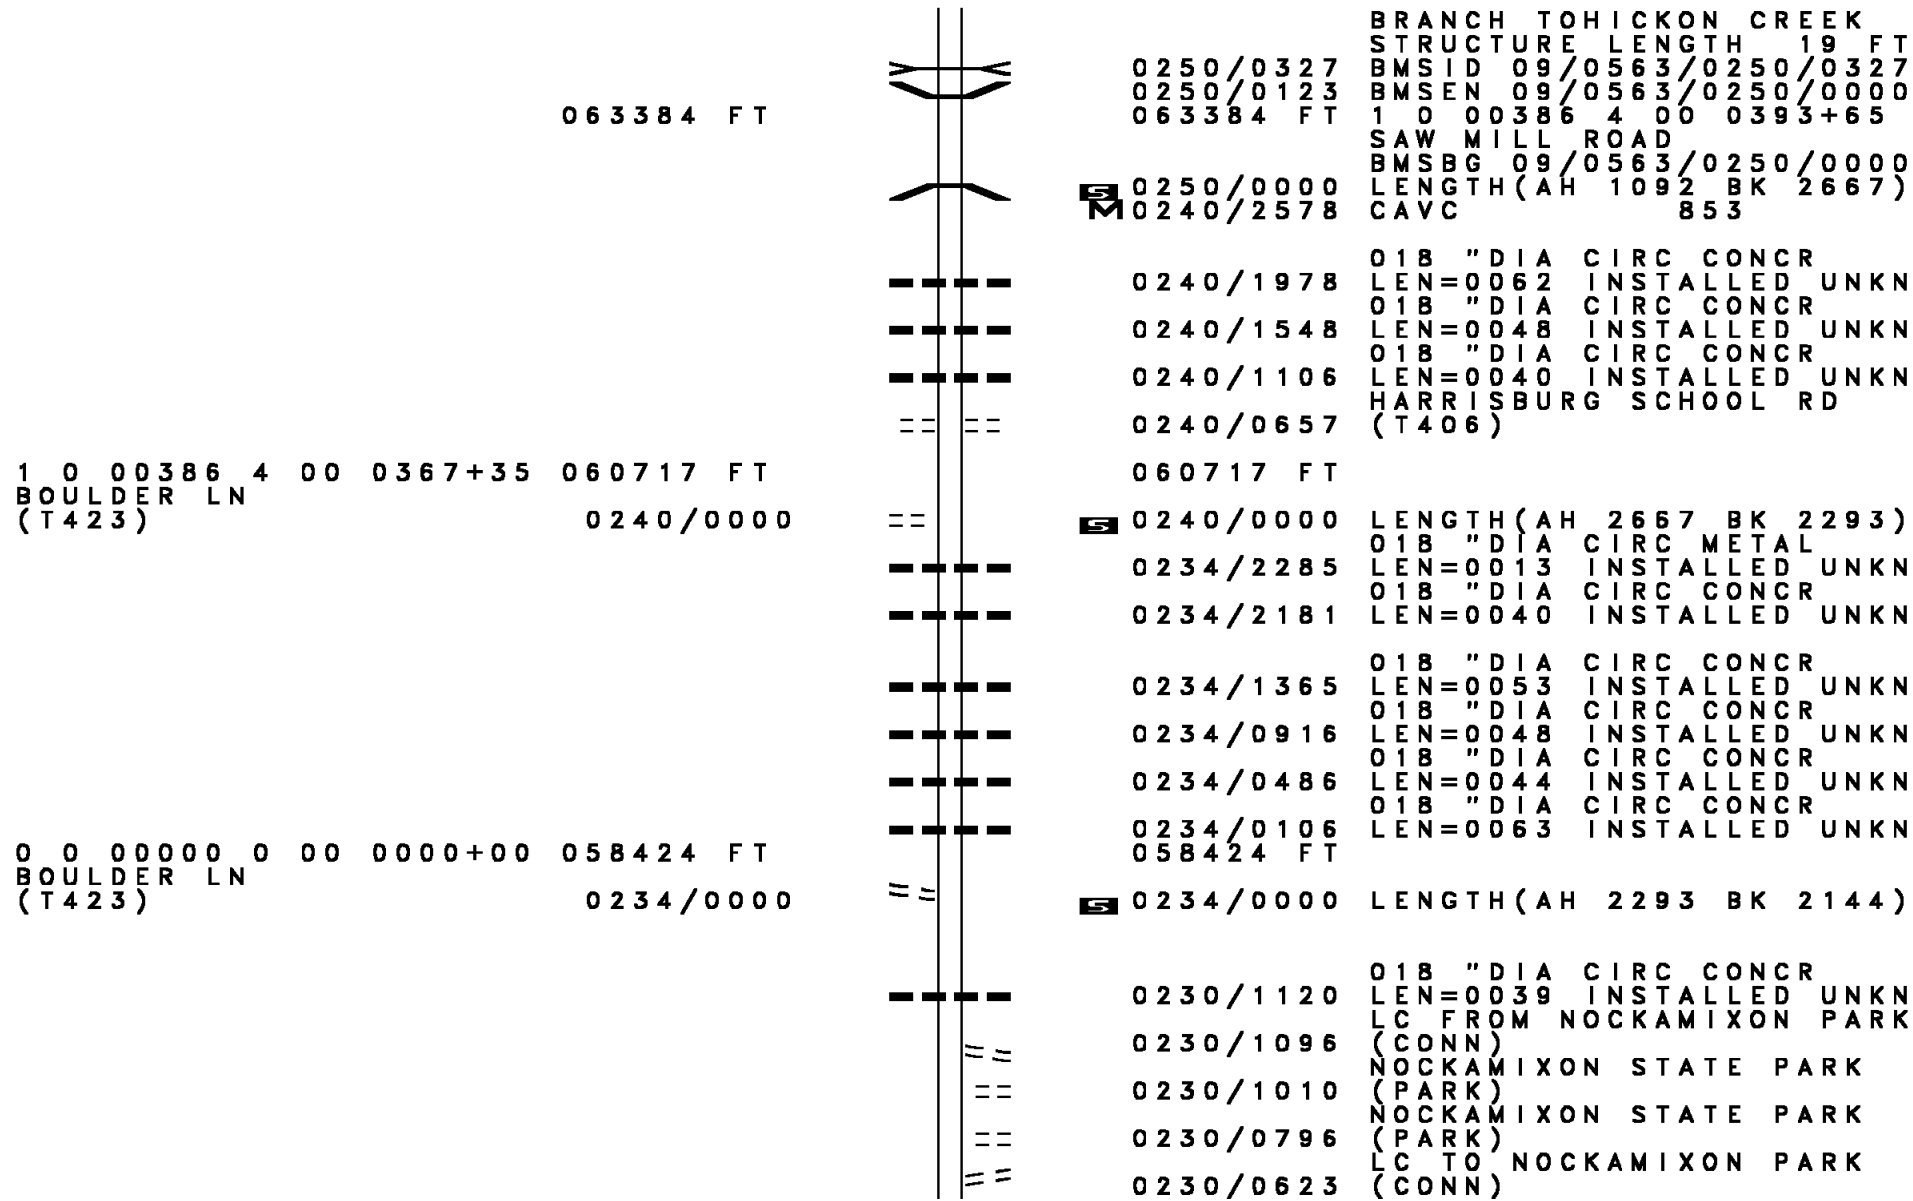 BRANCH TOHICKON CREEK
STRUCTURE LENGTH 19 FT
0250/0327 BMSID 09/0563/0250/0327
0250/0123 BMSEN 09/0563/0250/0000
063384 FT 063384 FT 1 0 00386 4 00 0393+65
SAW MILL ROAD
BMSBG 09/0563/0250/0000
S 0250/0000 LENGTH(AH 1092 BK 2667)
M 0240/2578 CAVC 853
018 "DIA CIRC CONCR
0240/1978 LEN=0062 INSTALLED UNKN
018 "DIA CIRC CONCR
0240/1548 LEN=0048 INSTALLED UNKN
018 "DIA CIRC CONCR
0240/1106 LEN=0040 INSTALLED UNKN
HARRISBURG SCHOOL RD
0240/0657 (T406)
1 0 00386 4 00 0367+35 060717 FT 060717 FT
BOULDER LN
(T423) 0240/0000 S 0240/0000 LENGTH(AH 2667 BK 2293)
018 "DIA CIRC METAL
0234/2285 LEN=0013 INSTALLED UNKN
018 "DIA CIRC CONCR
0234/2181 LEN=0040 INSTALLED UNKN
018 "DIA CIRC CONCR
0234/1365 LEN=0053 INSTALLED UNKN
018 "DIA CIRC CONCR
0234/0916 LEN=0048 INSTALLED UNKN
018 "DIA CIRC CONCR
0234/0486 LEN=0044 INSTALLED UNKN
018 "DIA CIRC CONCR
0234/0106 LEN=0063 INSTALLED UNKN
0 0 00000 0 00 0000+00 058424 FT 058424 FT
BOULDER LN
(T423) 0234/0000 S 0234/0000 LENGTH(AH 2293 BK 2144)
018 "DIA CIRC CONCR
0230/1120 LEN=0039 INSTALLED UNKN
LC FROM NOCKAMIXON PARK
0230/1096 (CONN)
NOCKAMIXON STATE PARK
0230/1010 (PARK)
NOCKAMIXON STATE PARK
0230/0796 (PARK)
LC TO NOCKAMIXON PARK
0230/0623 (CONN)